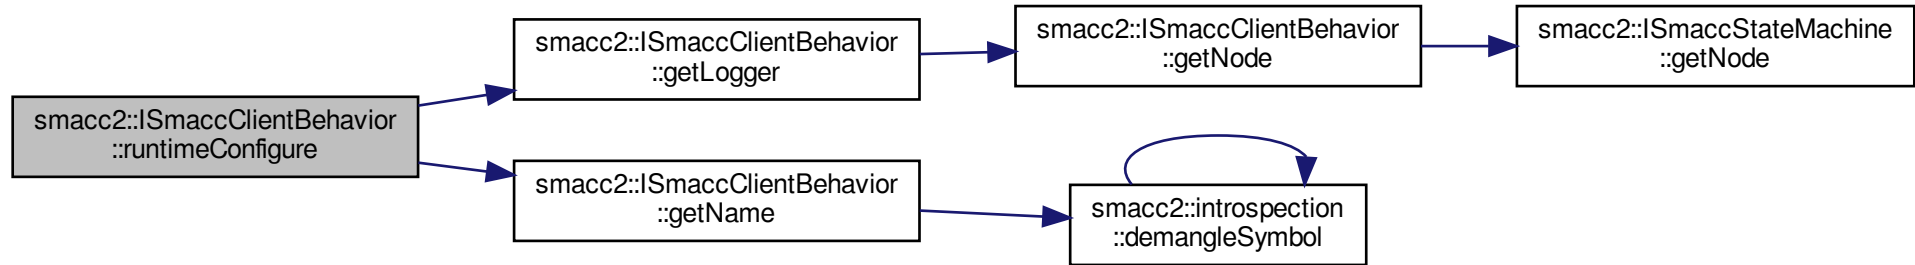 smacc2::ISmaccClientBehavior
::runtimeConfigure
smacc2::ISmaccClientBehavior
::getLogger
smacc2::ISmaccClientBehavior
::getNode
smacc2::ISmaccStateMachine
::getNode
smacc2::ISmaccClientBehavior
::getName
smacc2::introspection
::demangleSymbol